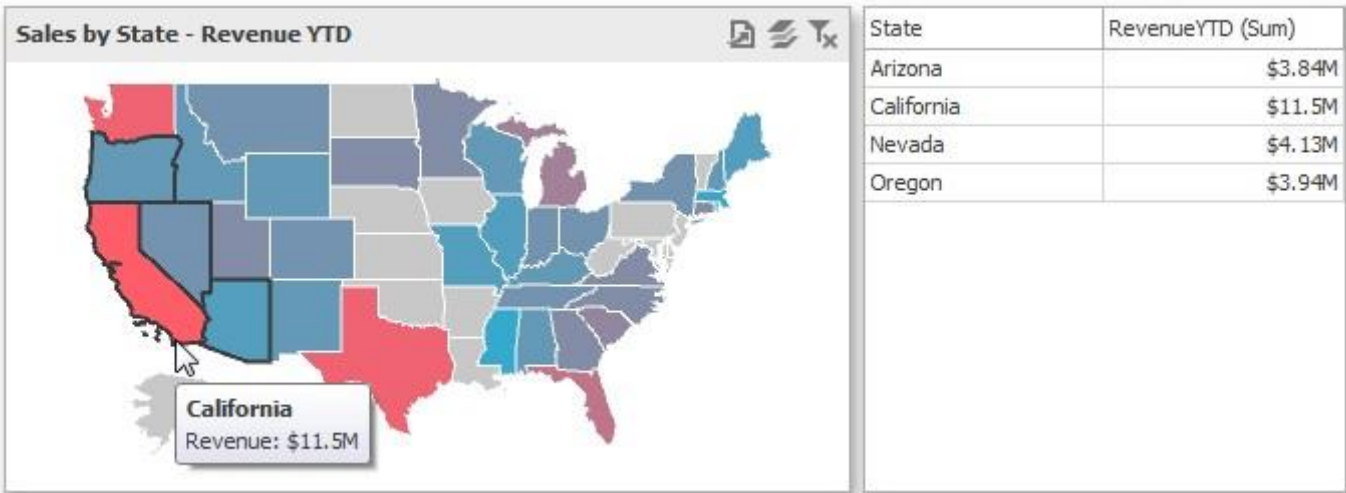 Sales by State - Revenue YTD
California
Revenue: $11.5M
State RevenueYTD (Sum)
Arizona $3.84M
California $11.5M
Nevada $4.13M
Oregon $3.94M